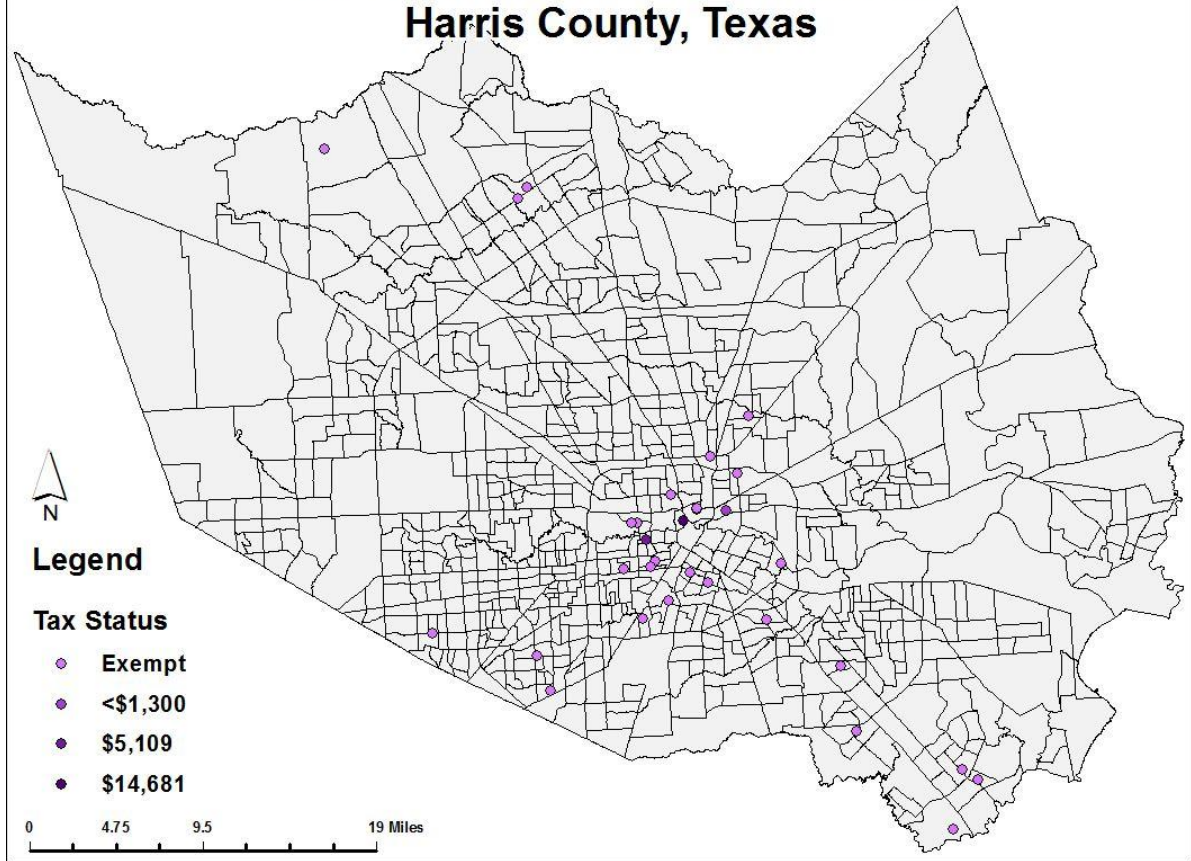 Harris County, Texas
N
Legend
Tax Status
Exempt
<$1,300
$5,109
$14,681
0 4.75 9.5 19 Miles